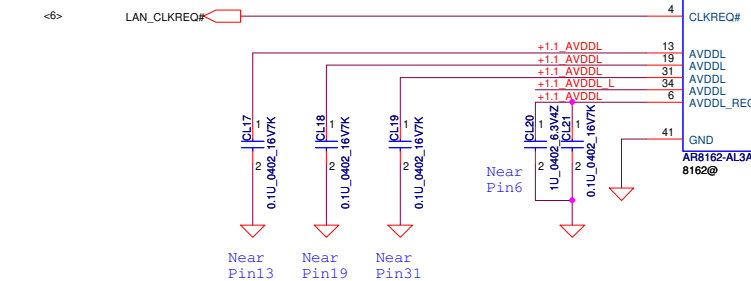 <6> LAN_CLKREQ# 4 CLKREQ#
+1.1_AVDDL 13 AVDDL
+1.1_AVDDL 19 AVDDL
+1.1_AVDDL 31 AVDDL
+1.1_AVDDL_L 34 AVDDL
+1.1_AVDDL 6 AVDDL_REG
41 GND
AR8162-AL3A
8162@
CL17 1 2 0.1U_0402_16V7K
CL18 1 2 0.1U_0402_16V7K
CL19 1 2 0.1U_0402_16V7K
CL20 1 2 1U_0402_6.3V4Z
CL21 1 2 0.1U_0402_16V7K
Near
Pin6
Near
Pin13
Near
Pin19
Near
Pin31